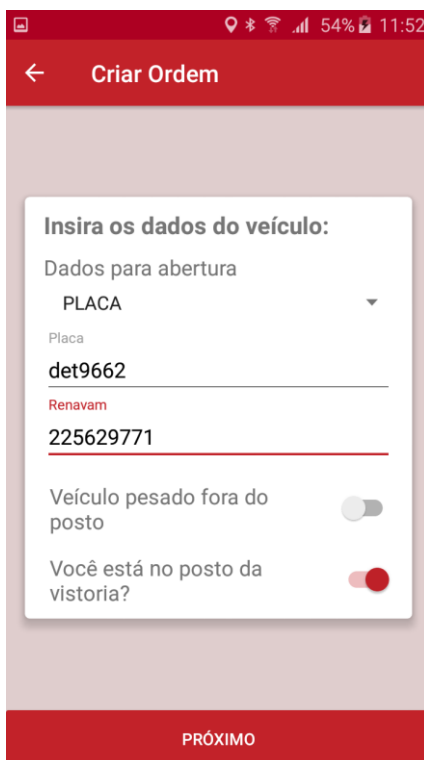 54% 11:52
Criar Ordem
Insira os dados do veículo:
Dados para abertura
PLACA
Placa
det9662
Renavam
225629771
Veículo pesado fora do
posto
Você está no posto da
vistoria?
PRÓXIMO